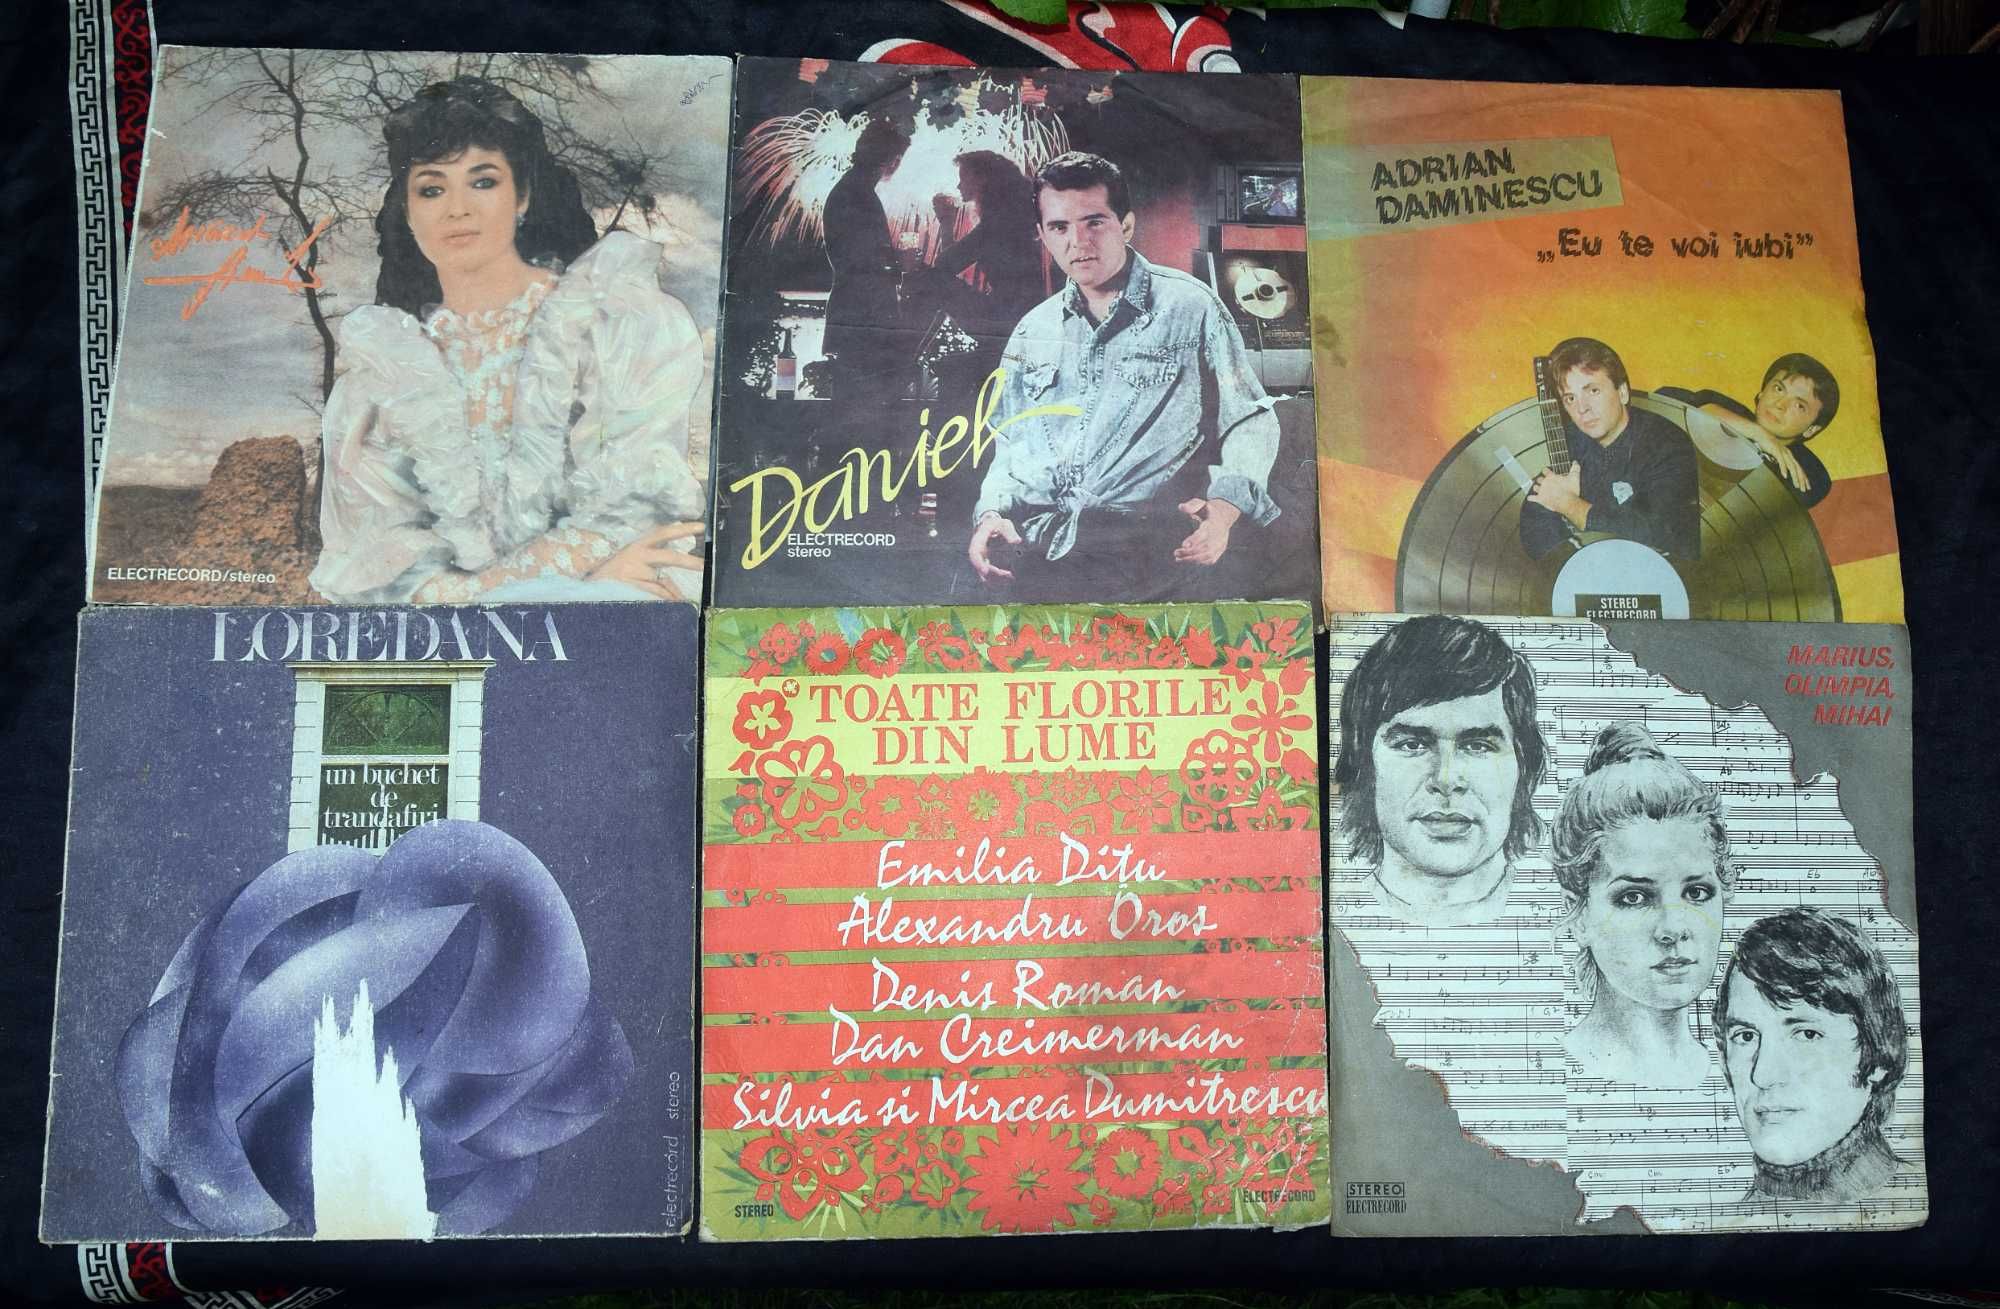 ELECTRECORD/stereo
Daniel
ELECTRECORD
stereo
ADRIAN
DAMINESCU
„Eu te voi iubi”
STEREO
ELECTRECORD
LOREDANA
un buchet
de
trandafiri
electrecord stereo
TOATE FLORILE
DIN LUME
Emilia Dițu
Alexandru Oros
Denis Roman
Dan Creimerman
Silvia si Mircea Dumitrescu
STEREO
ELECTRECORD
MARIUS,
OLIMPIA,
MIHAI
STEREO
ELECTRECORD